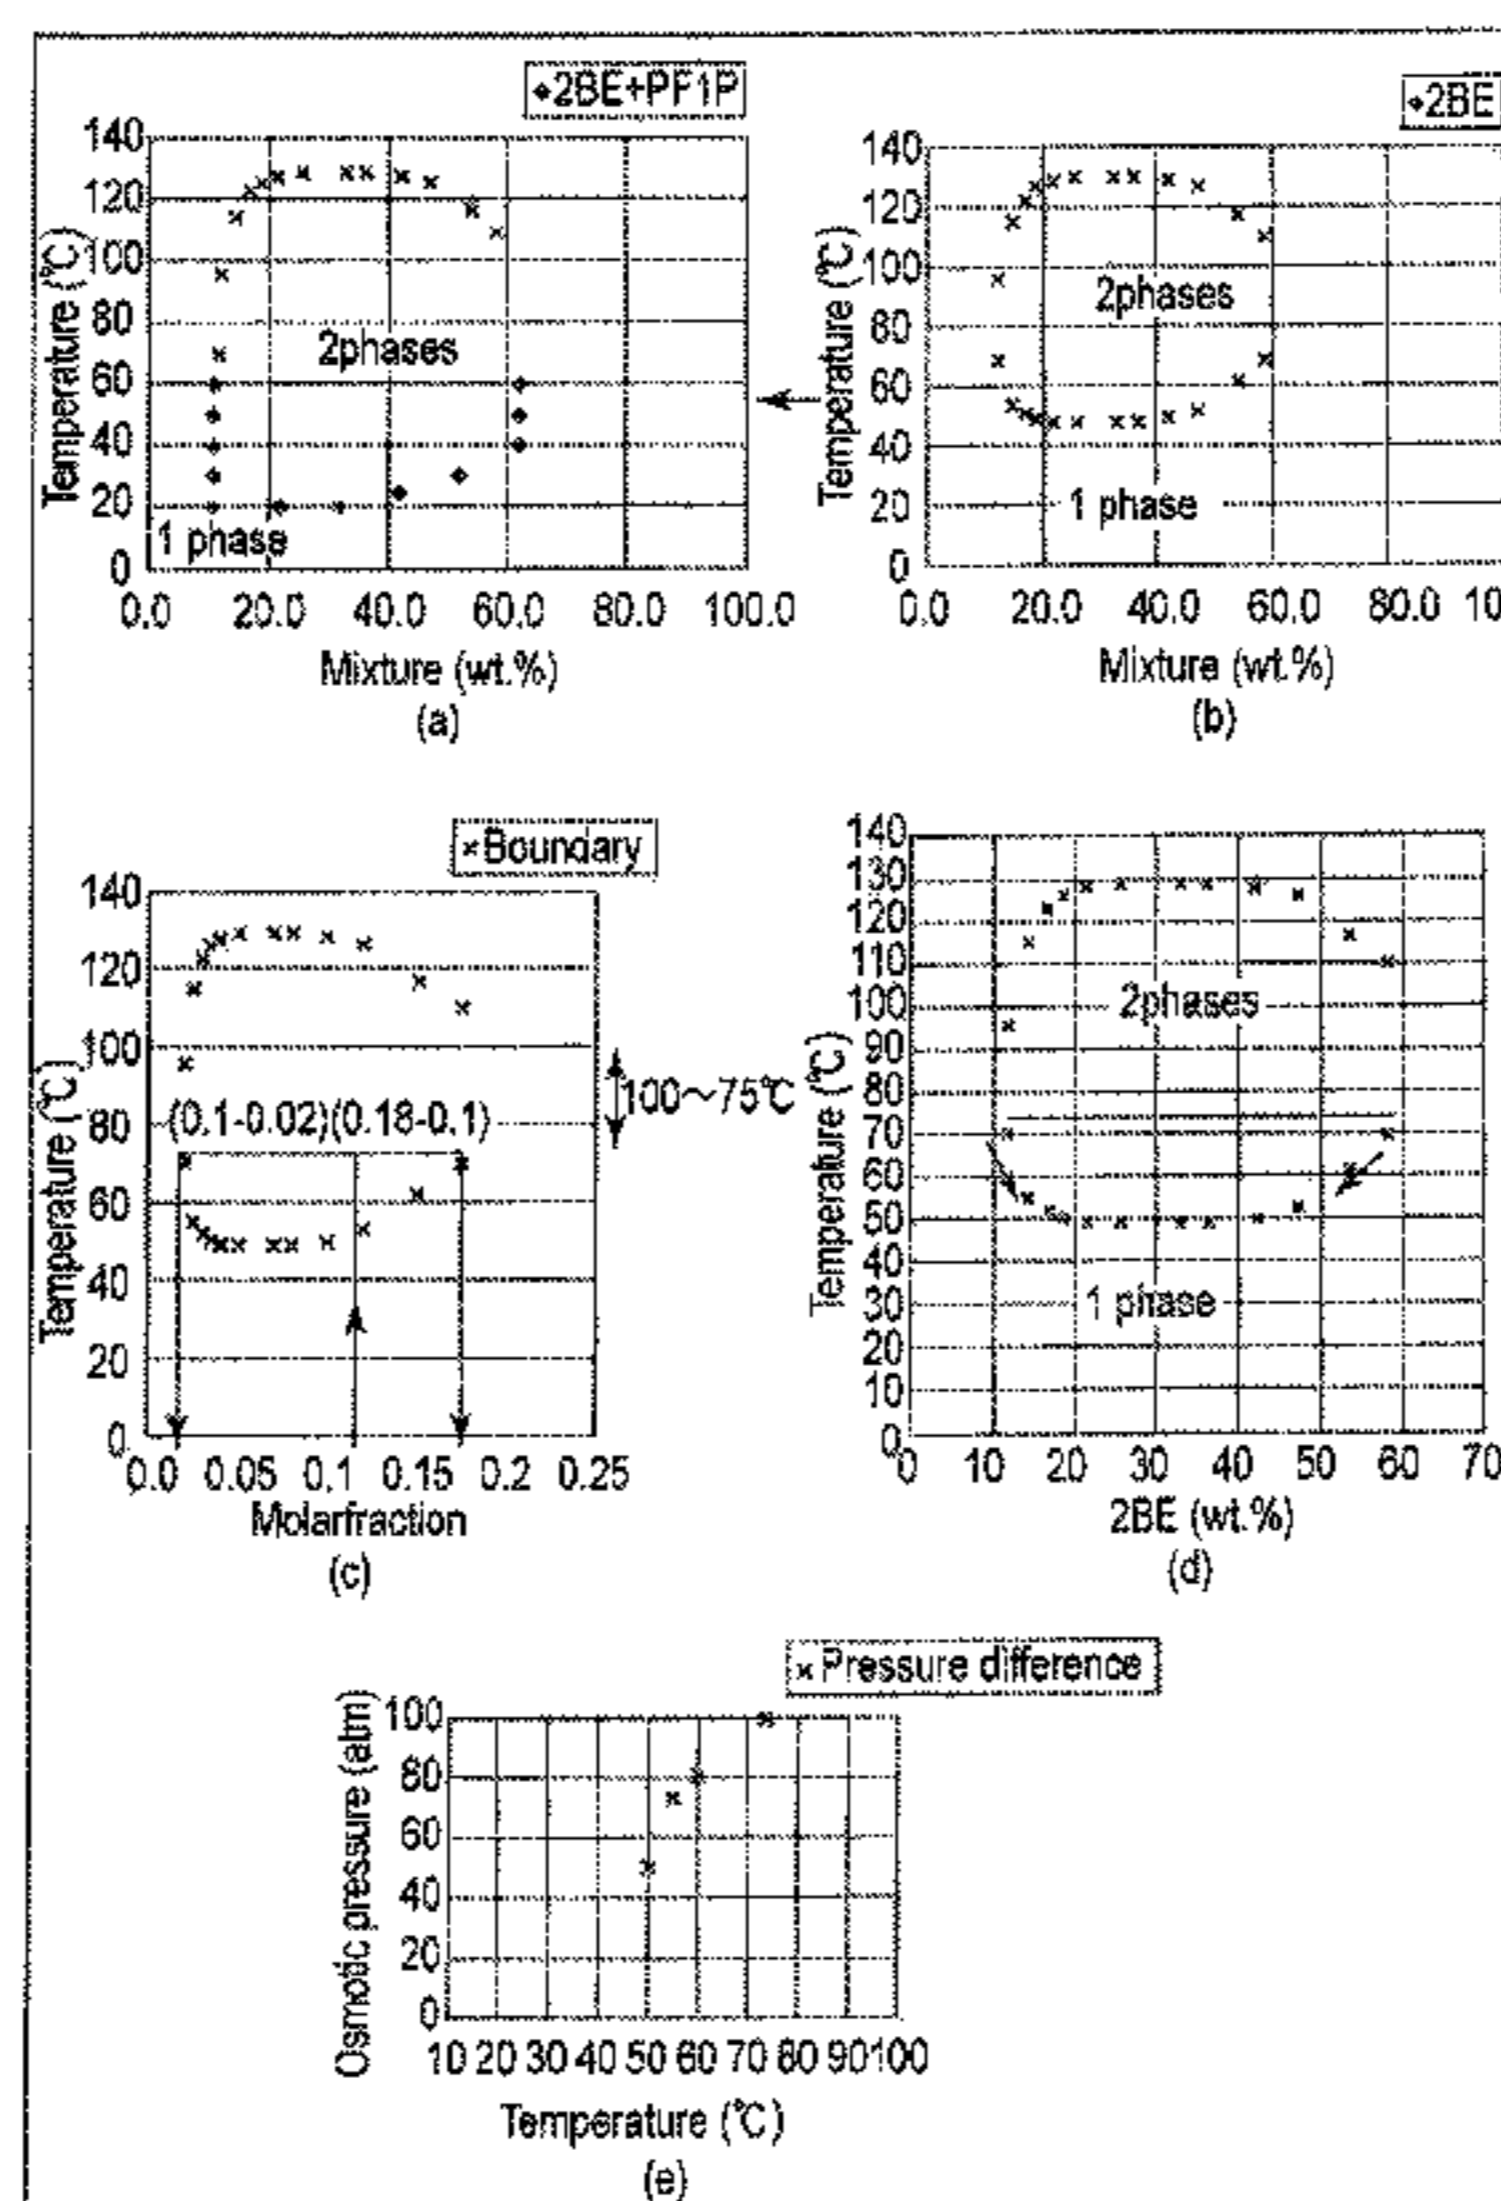 2BE+PF1P
140
120
100
80
60
40
20
0
Temperature (℃)
2phases
1 phase
0.0 20.0 40.0 60.0 80.0 100.0
Mixture (wt.%)
(a)
2BE
140
120
100
80
60
40
20
0
Temperature (℃)
2phases
1 phase
0.0 20.0 40.0 60.0 80.0 10
Mixture (wt.%)
(b)
Boundary
140
120
100
80
60
40
20
0
Temperature (℃)
(0.1-0.02)(0.18-0.1)
100~75℃
0.0 0.05 0.1 0.15 0.2 0.25
Molarfraction
(c)
140
130
120
110
100
90
80
70
60
50
40
30
20
10
0
Temperature (℃)
2phases
1 phase
0 10 20 30 40 50 60 70
2BE (wt.%)
(d)
Pressure difference
100
80
60
40
20
0
Osmotic pressure (atm)
10 20 30 40 50 60 70 80 90100
Temperature (℃)
(e)